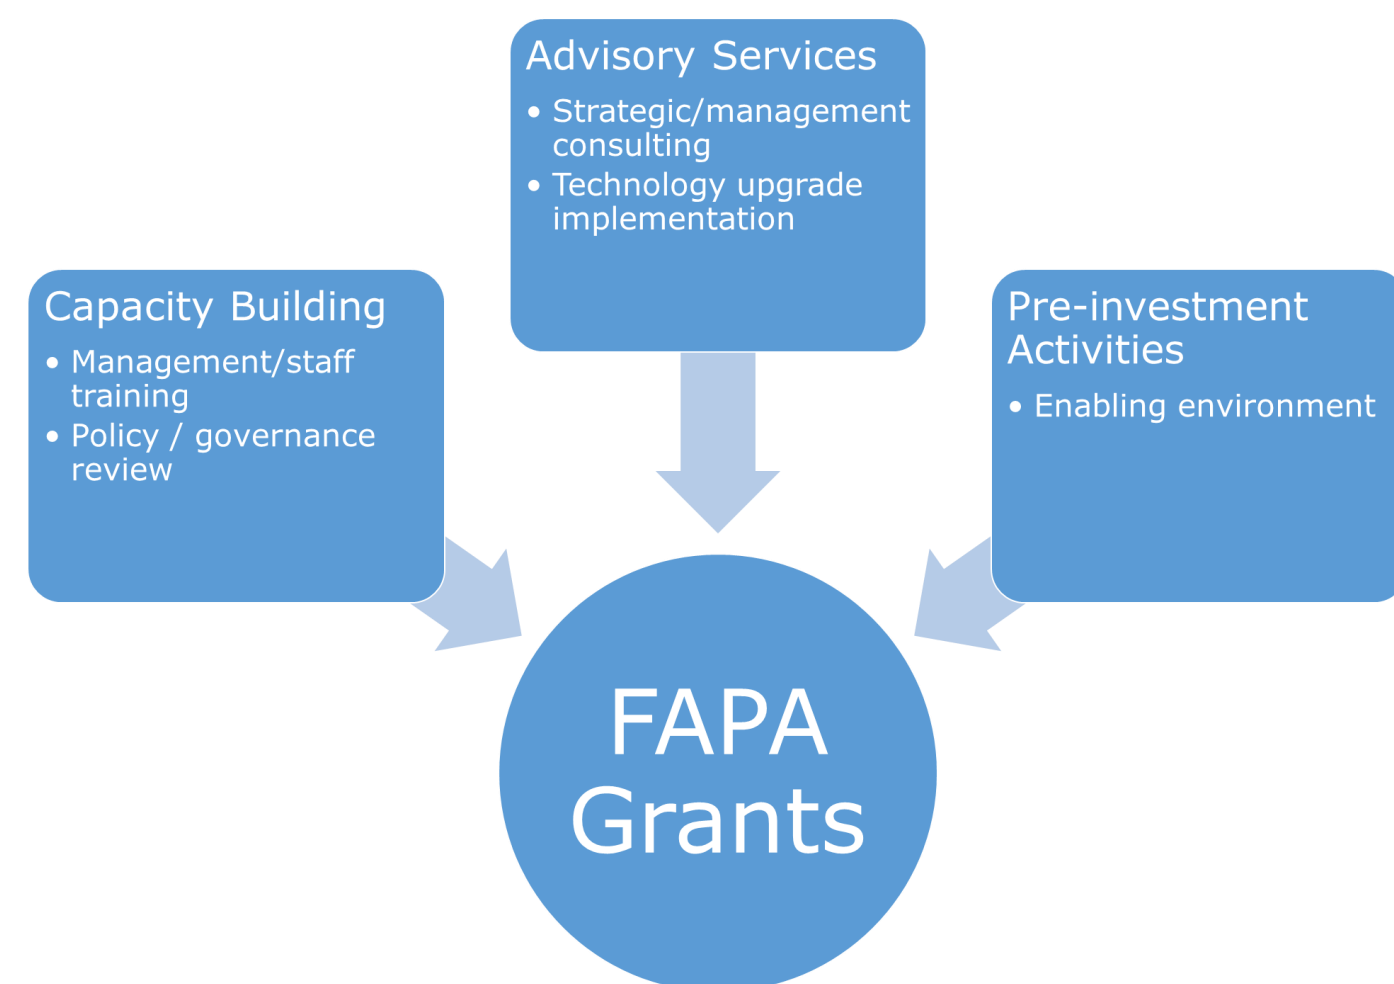 Advisory Services
• Strategic/management
consulting
• Technology upgrade
implementation
Capacity Building
• Management/staff
training
• Policy / governance
review
Pre-investment
Activities
• Enabling environment
FAPA
Grants